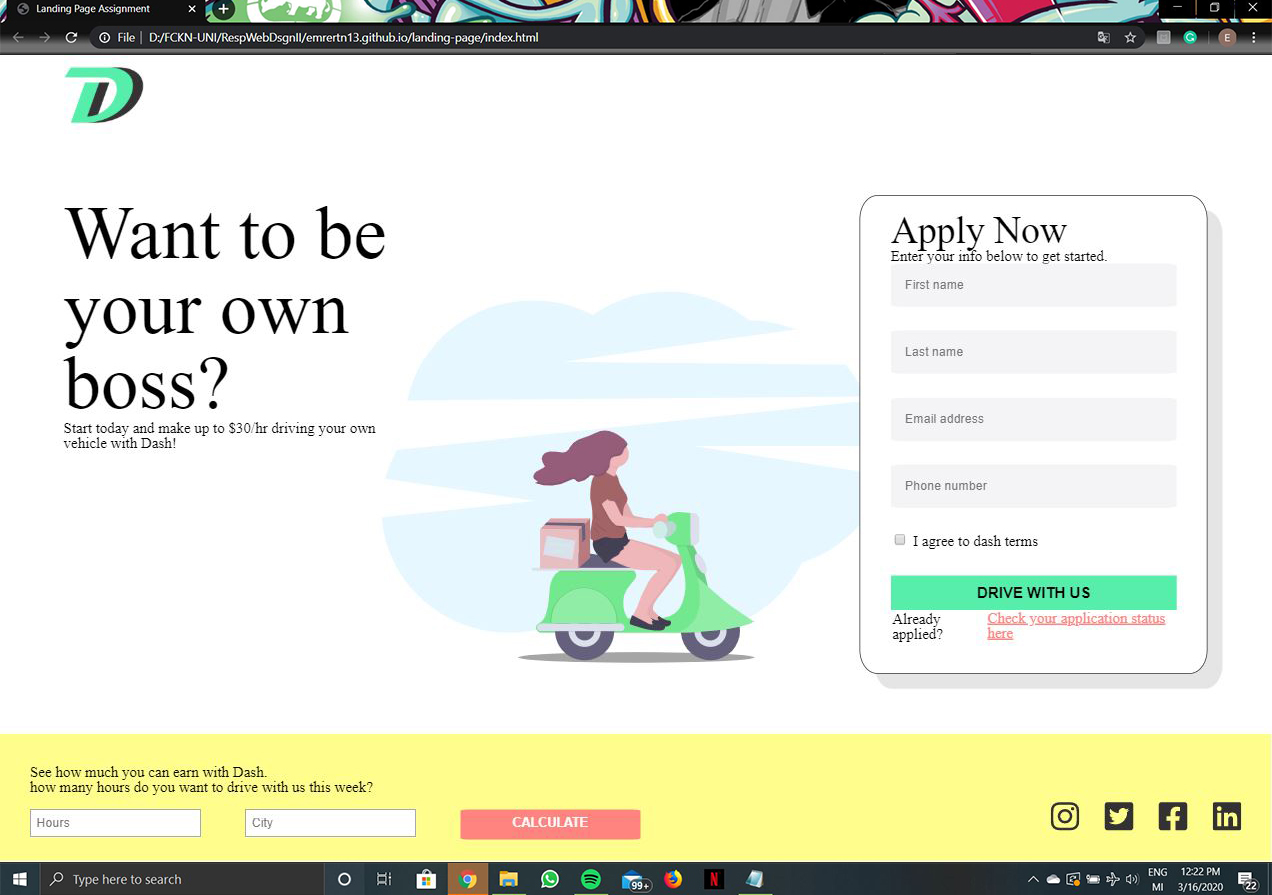 Landing Page Assignment
File | D:/FCKN-UNI/RespWebDsgnII/emrertn13.github.io/landing-page/index.html
E
D
Want to be
your own
boss?
Start today and make up to $30/hr driving your own
vehicle with Dash!
Apply Now
Enter your info below to get started.
First name
Last name
Email address
Phone number
I agree to dash terms
DRIVE WITH US
Already applied?
Check your application status
here
See how much you can earn with Dash.
how many hours do you want to drive with us this week?
Hours
City
CALCULATE
Type here to search
99+
N
ENG
MI
12:22 PM
3/16/2020
22